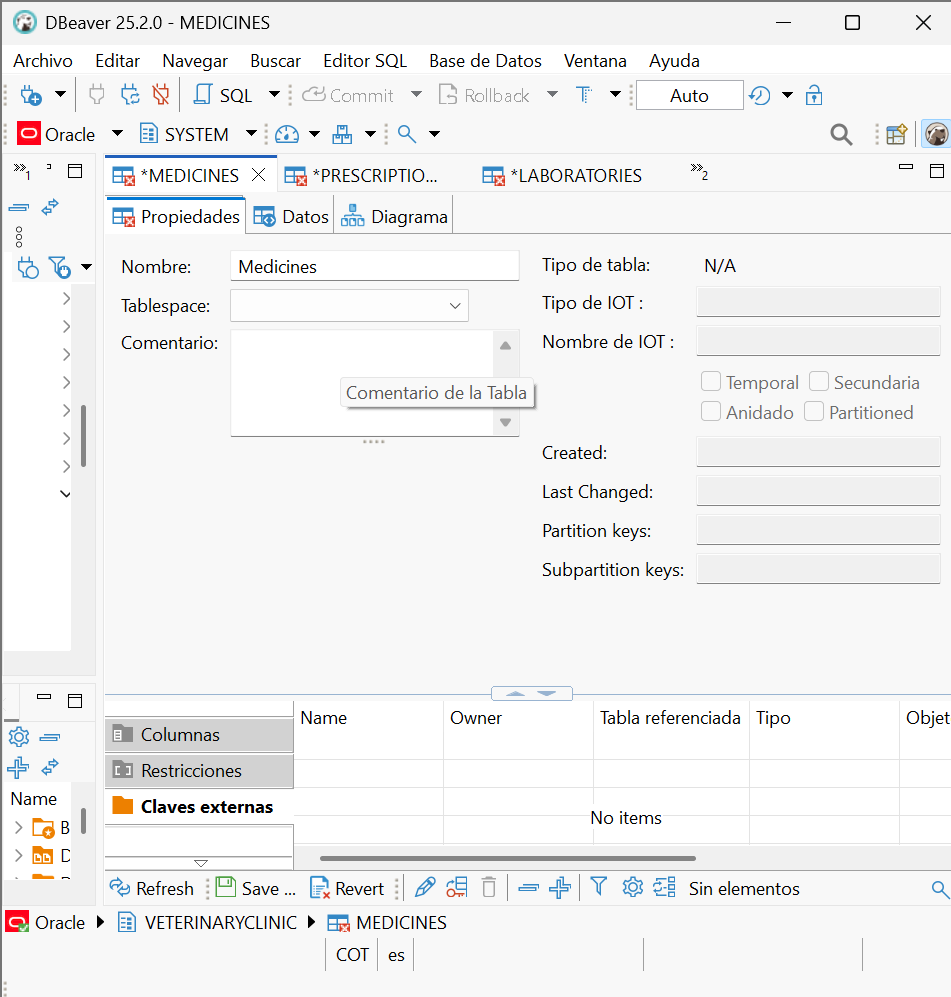 DBeaver 25.2.0 - MEDICINES
Archivo Editar Navegar Buscar Editor SQL Base de Datos Ventana Ayuda
SQL Commit Rollback T Auto
Oracle SYSTEM
»1 *MEDICINES *PRESCRIPTIO... *LABORATORIES »2
Propiedades Datos Diagrama
Nombre: Medicines
Tablespace:
Comentario:
Comentario de la Tabla
Tipo de tabla: N/A
Tipo de IOT :
Nombre de IOT :
Temporal Secundaria
Anidado Partitioned
Created:
Last Changed:
Partition keys:
Subpartition keys:
Name
B
Columnas
Restricciones
Claves externas
Name Owner Tabla referenciada Tipo Objet
No items
Refresh Save ... Revert Sin elementos
Oracle VETERINARYCLINIC MEDICINES
COT es